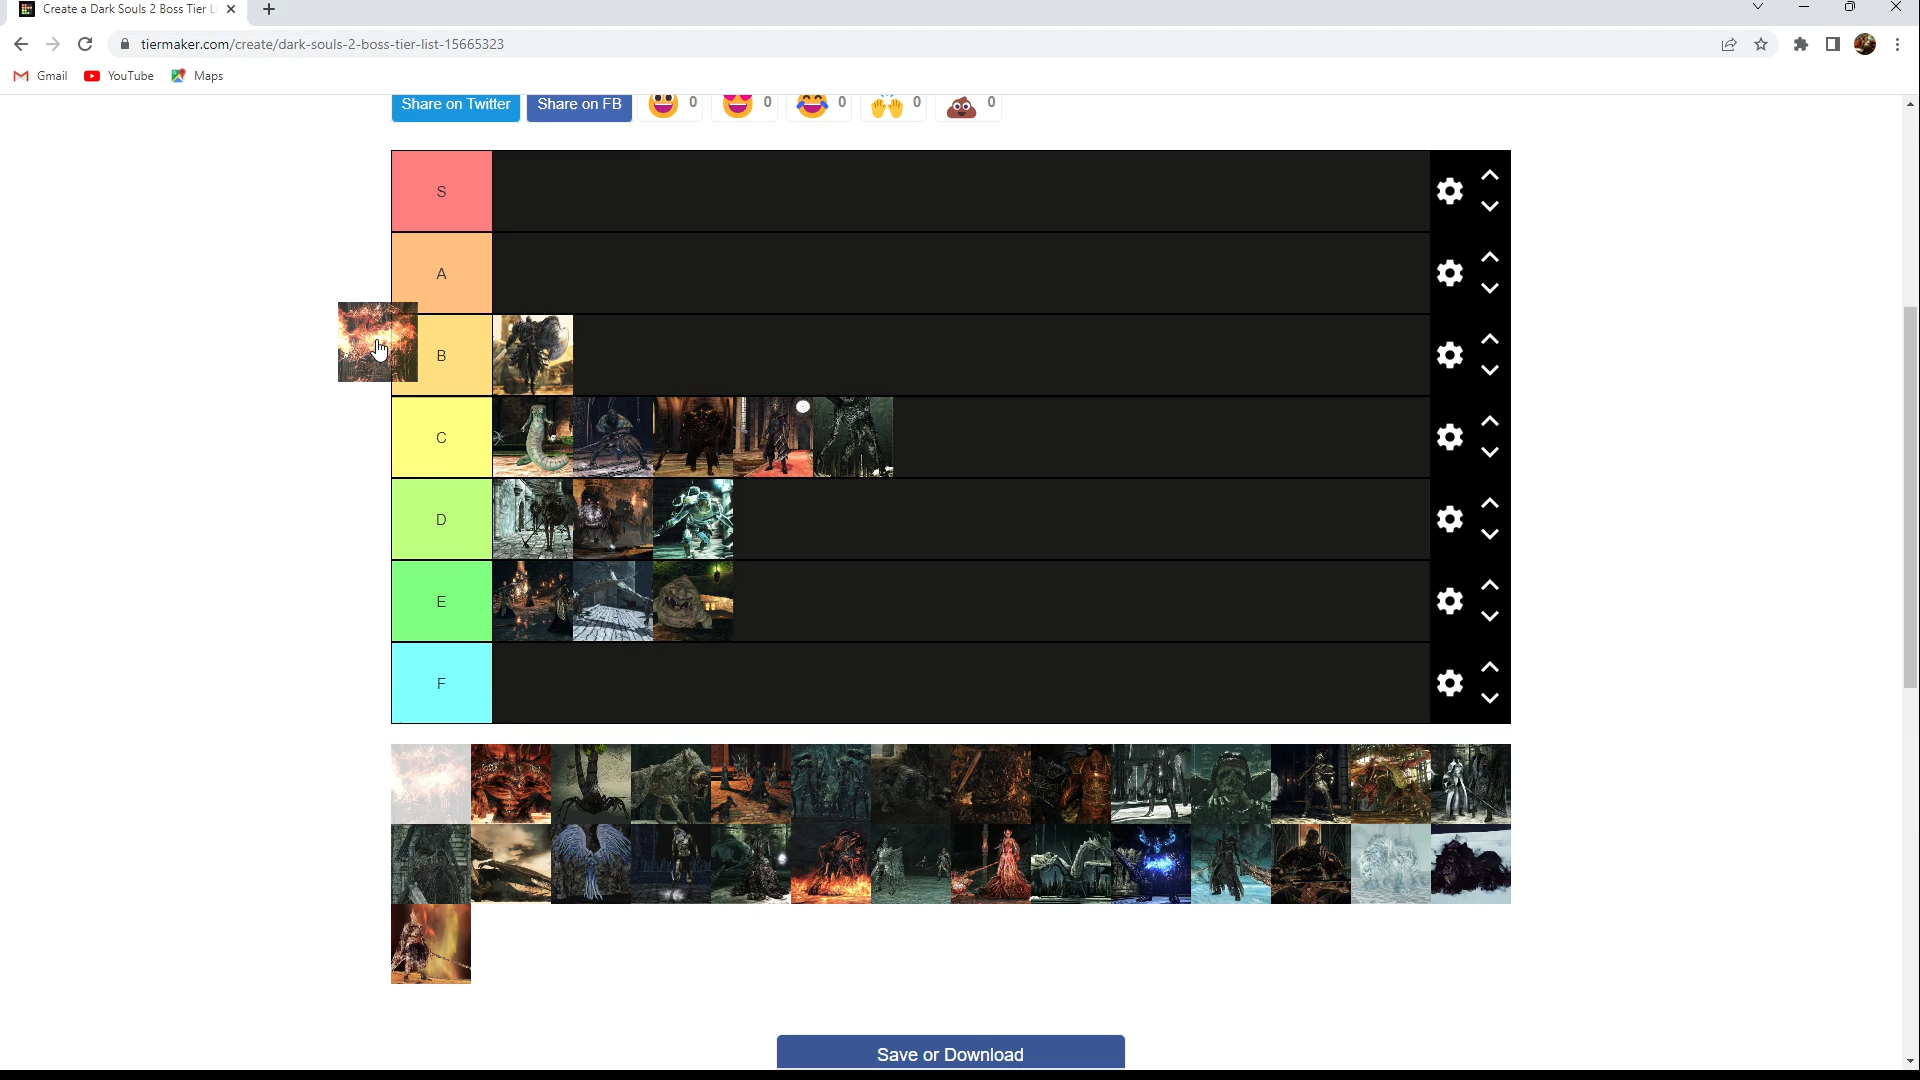 Create a Dark Souls 2 Boss Tier L
tiermaker.com/create/dark-souls-2-boss-tier-list-15665323
Gmail YouTube Maps
Share on Twitter Share on FB 0 0 0 0 0
S
A
B
C
D
E
F
Save or Download